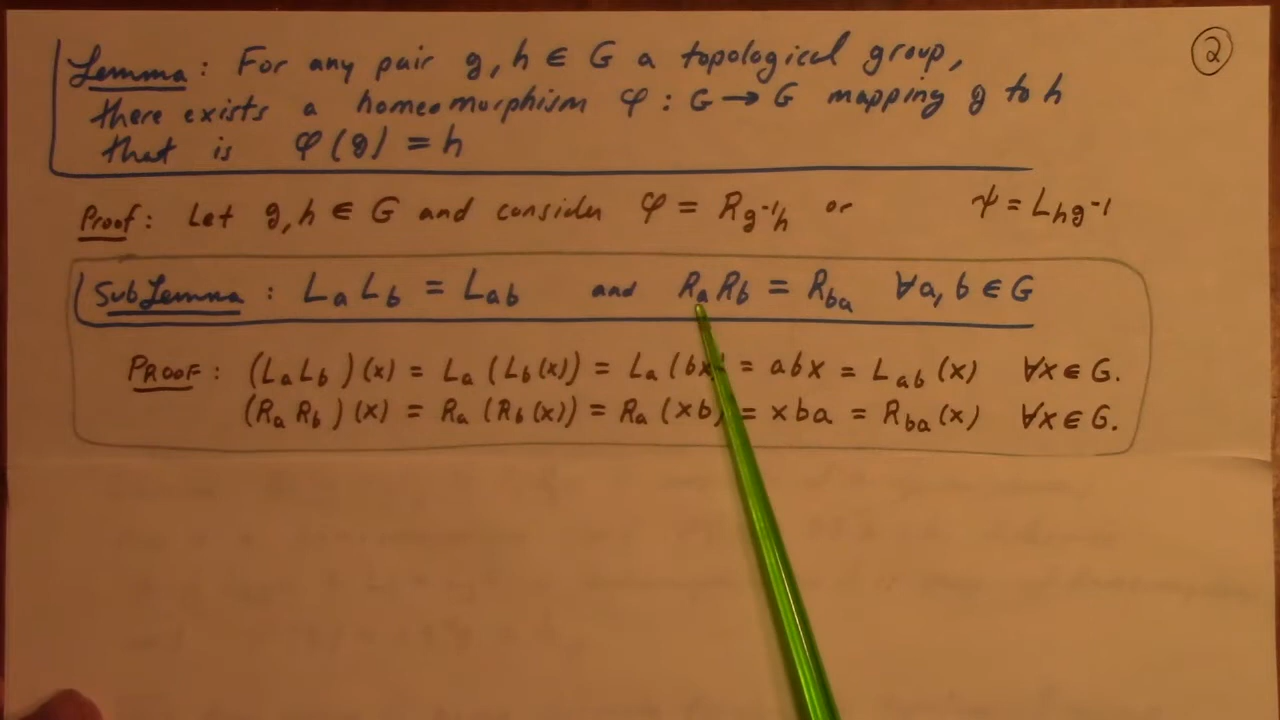 ②
Lemma: For any pair g, h ∈ G a topological group,
there exists a homeomorphism φ : G → G mapping g to h
that is φ(g) = h
Proof: Let g, h ∈ G and consider φ = R_{g⁻¹h} or ψ = L_{hg⁻¹}
SubLemma: L_a L_b = L_{ab} and R_a R_b = R_{ba} ∀a, b ∈ G
PROOF: (L_a L_b)(x) = L_a (L_b(x)) = L_a (bx) = abx = L_{ab}(x) ∀x ∈ G.
(R_a R_b)(x) = R_a (R_b(x)) = R_a (xb) = xba = R_{ba}(x) ∀x ∈ G.